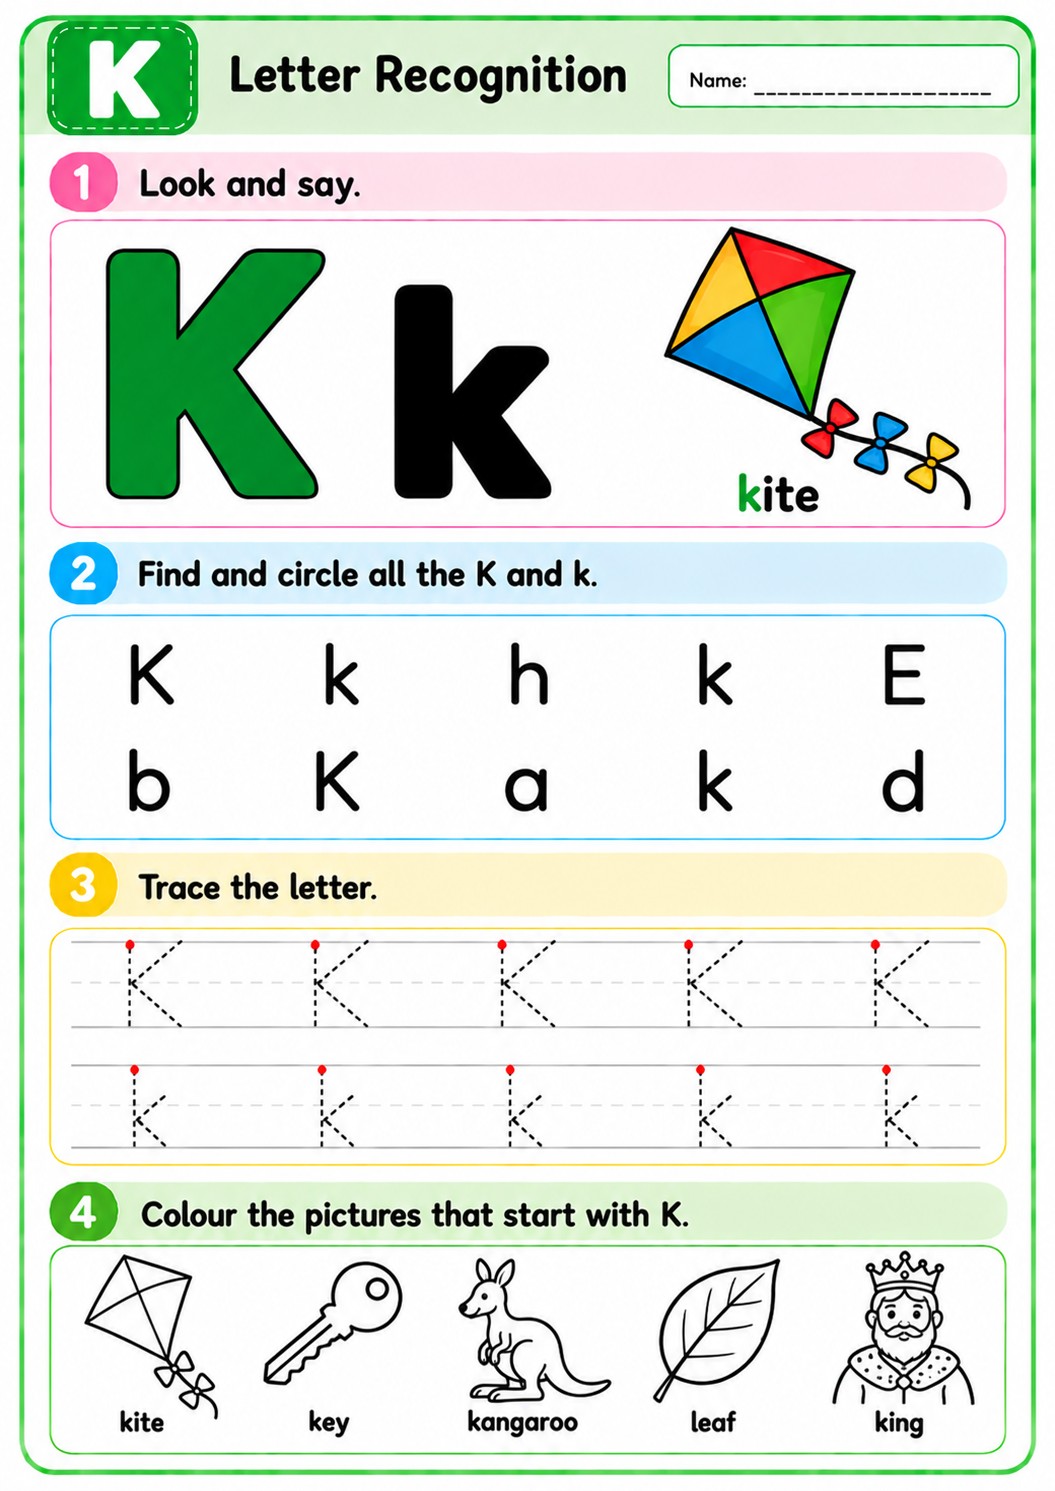 K
Letter Recognition
Name: ____________________
1 Look and say.
K k
kite
2 Find and circle all the K and k.
K k h k E
b K a k d
3 Trace the letter.
K K K K K
k k k k k
4 Colour the pictures that start with K.
kite key kangaroo leaf king